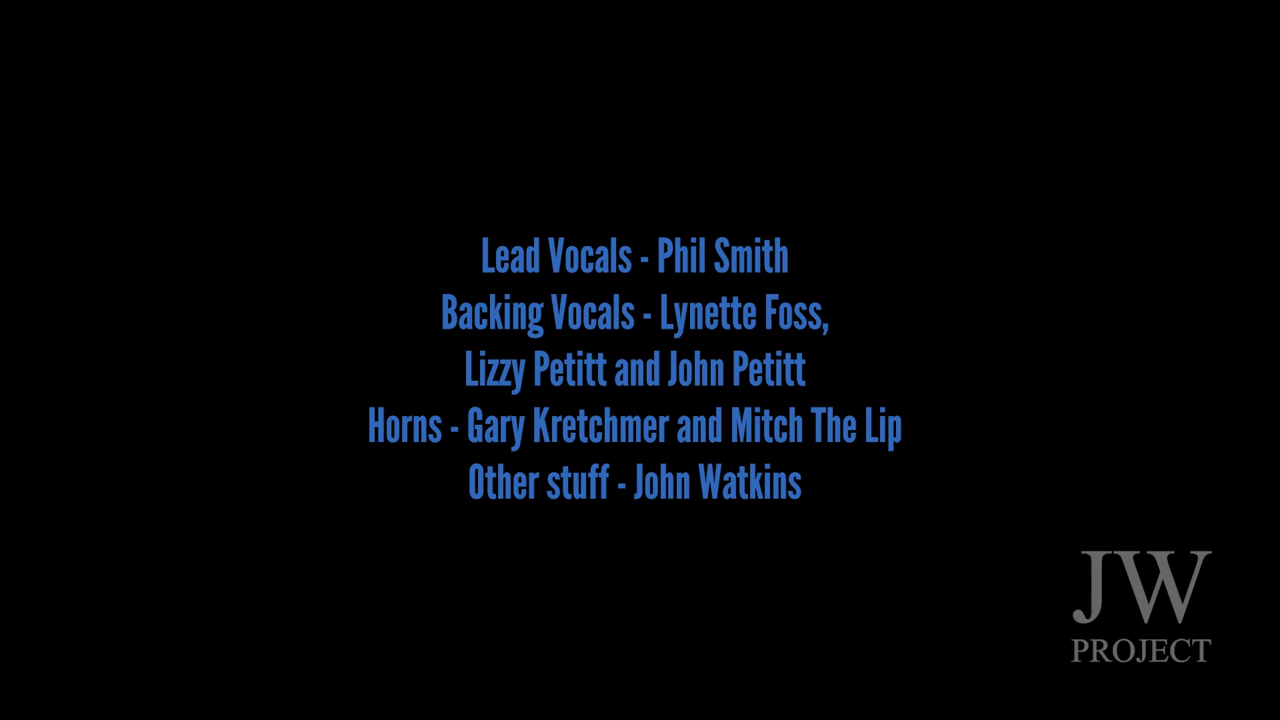 Lead Vocals - Phil Smith
Backing Vocals - Lynette Foss,
Lizzy Petitt and John Petitt
Horns - Gary Kretchmer and Mitch The Lip
Other stuff - John Watkins
JW
PROJECT